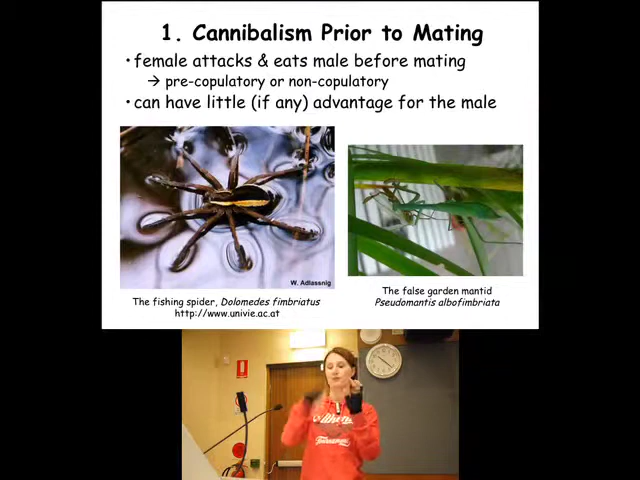 1. Cannibalism Prior to Mating
• female attacks & eats male before mating
→ pre-copulatory or non-copulatory
• can have little (if any) advantage for the male
W. Adlassnig
The fishing spider, Dolomedes fimbriatus
http://www.univie.ac.at
The false garden mantid
Pseudomantis albofimbriata